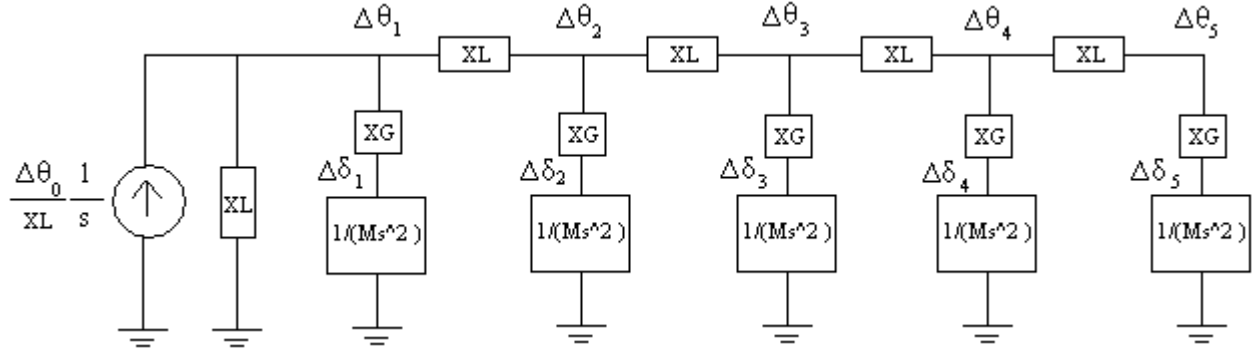 Δθ1 Δθ2 Δθ3 Δθ4 Δθ5
XL XL XL XL
XG XG XG XG XG
Δθ0 1
XL s
XL
Δδ1 Δδ2 Δδ3 Δδ4 Δδ5
1/(Ms^2 ) 1/(Ms^2 ) 1/(Ms^2 ) 1/(Ms^2 ) 1/(Ms^2 )